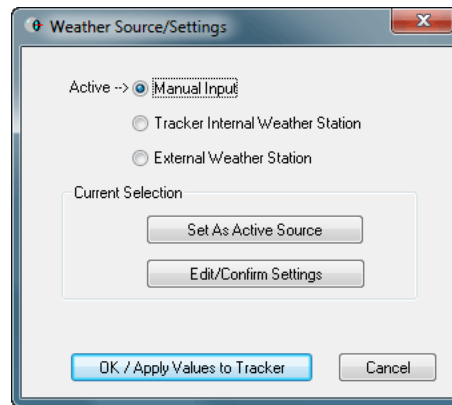 Weather Source/Settings
Active --> Manual Input
Tracker Internal Weather Station
External Weather Station
Current Selection
Set As Active Source
Edit/Confirm Settings
OK / Apply Values to Tracker Cancel